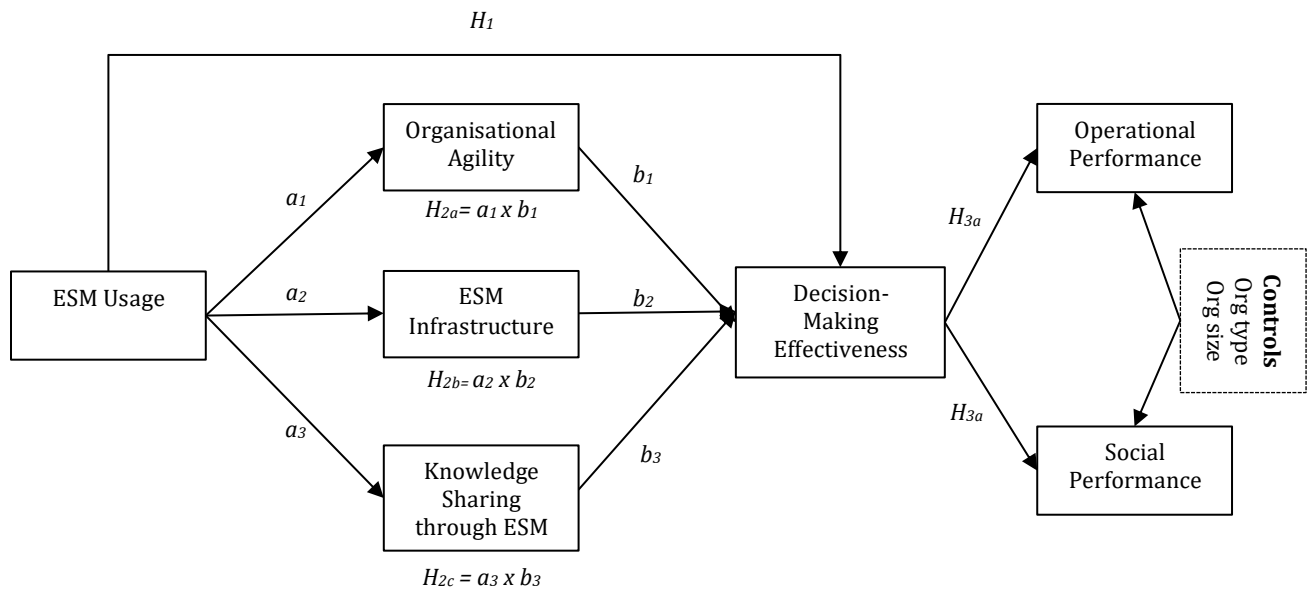 H1
Organisational
Agility
a1
b1
H2a= a1 x b1
ESM Usage
a2
ESM
Infrastructure
b2
H2b= a2 x b2
a3
Knowledge
Sharing
through ESM
b3
H2c = a3 x b3
Decision-
Making
Effectiveness
H3a
H3a
Operational
Performance
Controls
Org type
Org size
Social
Performance